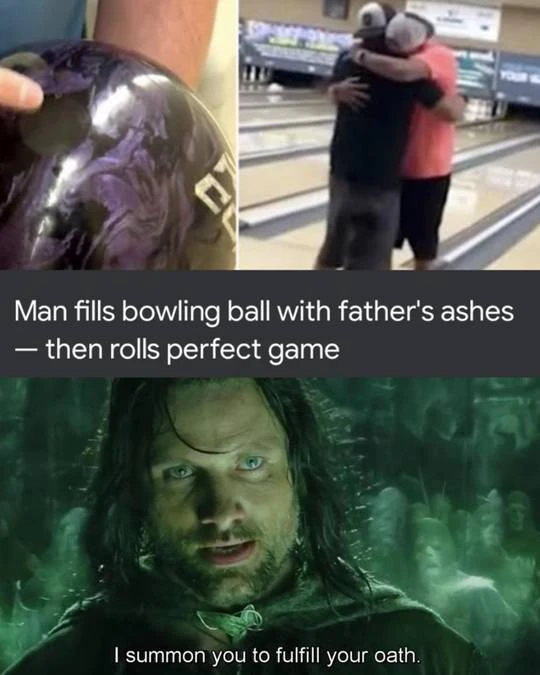 Man fills bowling ball with father's ashes
— then rolls perfect game
I summon you to fulfill your oath.